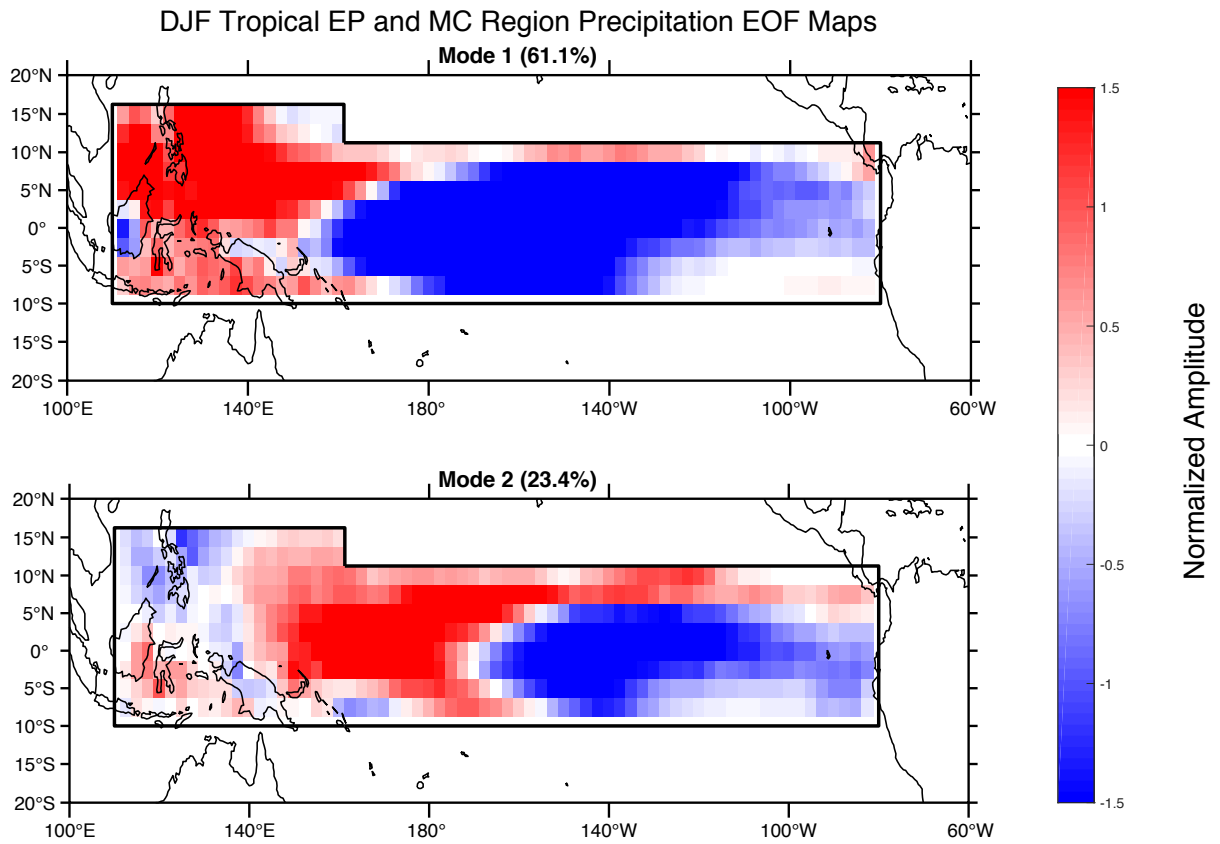 DJF Tropical EP and MC Region Precipitation EOF Maps
Mode 1 (61.1%)
20°N
15°N
10°N
5°N
0°
5°S
10°S
15°S
20°S
100°E 140°E 180° 140°W 100°W 60°W
Mode 2 (23.4%)
20°N
15°N
10°N
5°N
0°
5°S
10°S
15°S
20°S
100°E 140°E 180° 140°W 100°W 60°W
1.5
1
0.5
0
-0.5
-1
-1.5
Normalized Amplitude